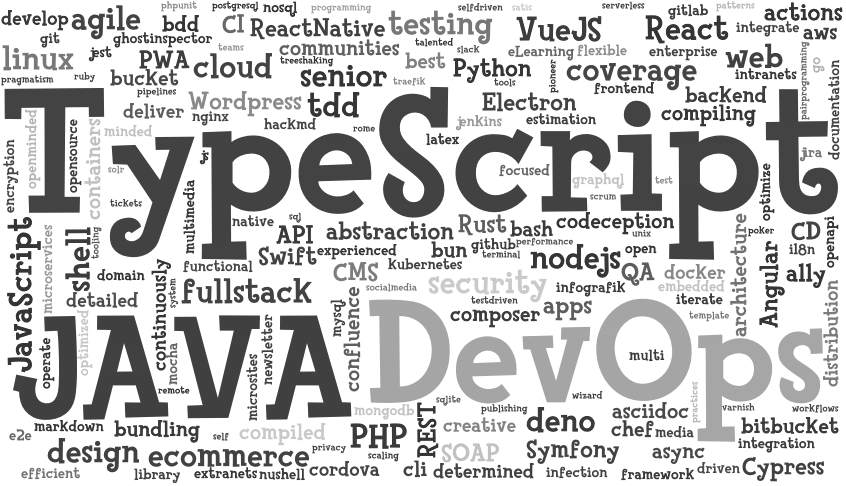 phpunit
postgresql
nosql
programming
selfdriven
satis
serverless
gitlab
patterns
actions
develop
agile
bdd
CI
ReactNative
testing
VueJS
React
integrate
aws
git
ghostinspector
teams
communities
talented
slack
eLearning
flexible
enterprise
linux
jest
PWA
cloud
treeshaking
senior
best
Python
pioneer
coverage
web
intranets
pairprogramming
go
pragmatism
ruby
bucket
traefik
tools
frontend
backend
documentation
pipelines
deliver
Wordpress
tdd
Electron
compiling
nginx
hackmd
rome
latex
jenkins
estimation
TypeScript
encryption
openminded
opensource
containers
minded
js
focused
graphql
test
jira
solr
scrum
optimize
tickets
multimedia
native
sql
API
abstraction
Rust
bash
codeception
unix
architecture
poker
CD
openapi
JavaScript
microservices
shell
tooling
Swift
experienced
bun
github
performance
terminal
nodejs
open
Angular
i18n
domain
continuously
functional
CMS
Kubernetes
security
infografik
QA
docker
a11y
detailed
system
fullstack
socialmedia
testdriven
embedded
iterate
distribution
composer
apps
template
JAVA
DevOps
operate
optimized
mocha
remote
microsites
newsletter
mysql
confluence
multi
sqlite
wizard
practices
markdown
bundling
self
compiled
mongodb
publishing
REST
creative
deno
asciidoc
varnish
workflows
e2e
PHP
chef
media
bitbucket
design
ecommerce
privacy
scaling
SOAP
Symfony
async
integration
efficient
library
extranets
nushell
cordova
cli
determined
infection
framework
driven
Cypress